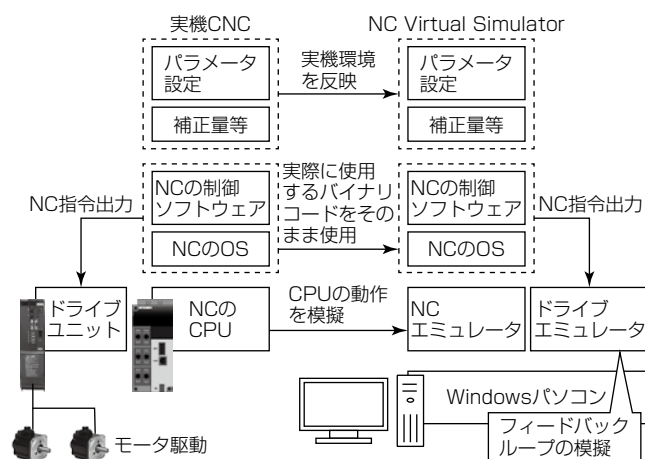 実機CNC
NC Virtual Simulator
パラメータ
設定
補正量等
実機環境
を反映
パラメータ
設定
補正量等
NC指令出力
NCの制御
ソフトウェア
NCのOS
実際に使用
するバイナリ
コードをその
まま使用
NCの制御
ソフトウェア
NCのOS
NC指令出力
ドライブ
ユニット
NCの
CPU
CPUの動作
を模擬
NC
エミュレータ
ドライブ
エミュレータ
モータ駆動
Windowsパソコン
フィードバック
ループの模擬